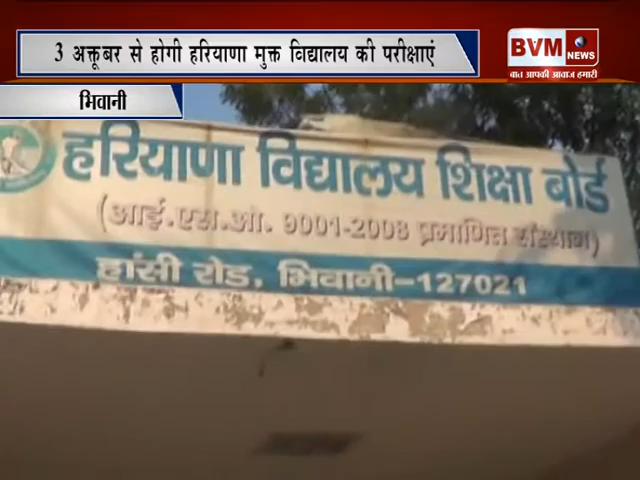 3 अक्तूबर से होगी हरियाणा मुक्त विद्यालय की परीक्षाएं
BVM NEWS
बात आपकी आवाज हमारी
भिवानी
हरियाणा विद्यालय शिक्षा बोर्ड
(आई.एस.ओ. 9001-2008 प्रमाणित संस्थान)
हांसी रोड, भिवानी-127021